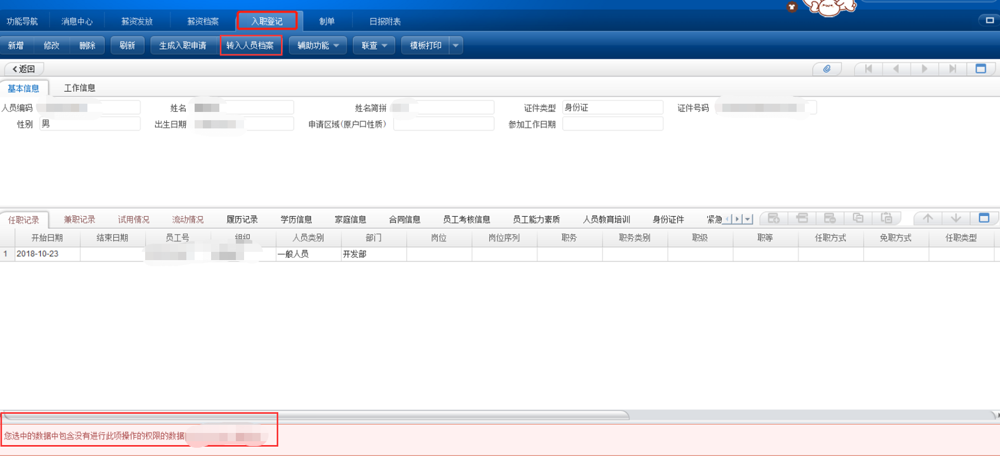 功能导航 消息中心 薪资发放 薪资档案 入职登记 制单 日报附表
新增 修改 删除 刷新 生成入职申请 转入人员档案 辅助功能 联查 模板打印
返回
基本信息 工作信息
人员编码 姓名 姓名简拼 证件类型 身份证 证件号码
性别 男 出生日期 申请区域(原户口性质) 参加工作日期
任职记录 兼职记录 试用情况 流动情况 履历记录 学历信息 家庭信息 合同信息 员工考核信息 员工能力素质 人员教育培训 身份证件 紧急
开始日期 结束日期 员工号 组织 人员类别 部门 岗位 岗位序列 职务 职务类别 职级 职等 任职方式 免职方式 任职类型
1 2018-10-23 一般人员 开发部
您选中的数据中包含没有进行此项操作的权限的数据